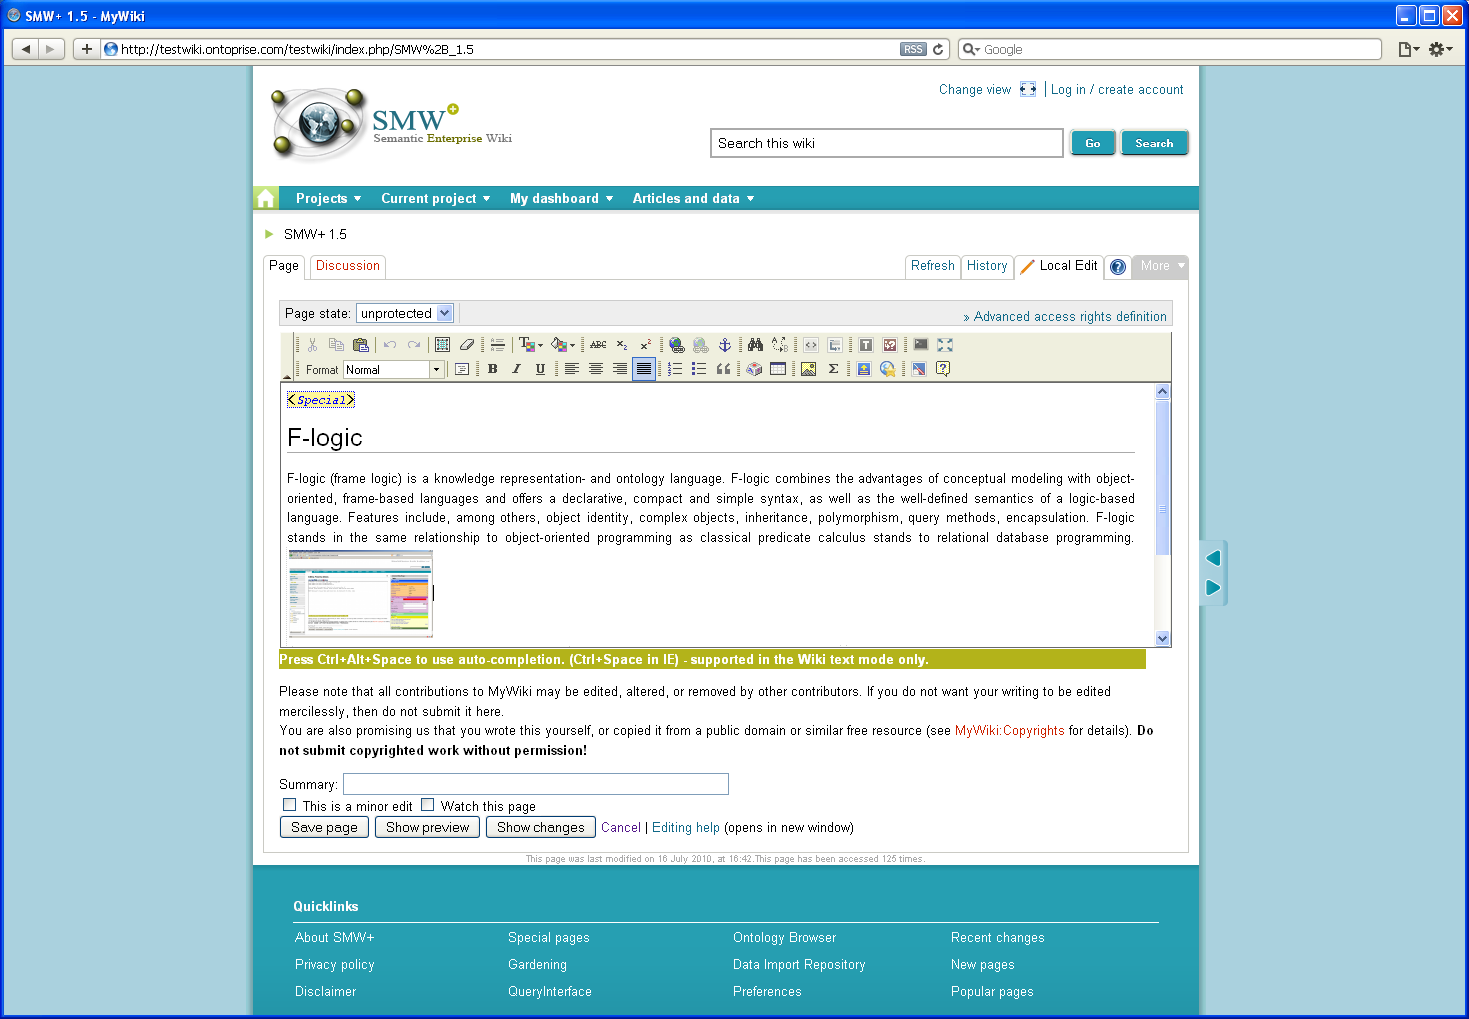 SMW+ 1.5 - MyWiki
http://testwiki.ontoprise.com/testwiki/index.php/SMW%2B_1.5
RSS
Google
Change view
Log in / create account
SMW+
Semantic Enterprise Wiki
Search this wiki
Go
Search
Projects
Current project
My dashboard
Articles and data
SMW+ 1.5
Page
Discussion
Refresh
History
Local Edit
More
Page state:
unprotected
» Advanced access rights definition
Format
Normal
<Special>
F-logic
F-logic (frame logic) is a knowledge representation- and ontology language. F-logic combines the advantages of conceptual modeling with object-
oriented, frame-based languages and offers a declarative, compact and simple syntax, as well as the well-defined semantics of a logic-based
language. Features include, among others, object identity, complex objects, inheritance, polymorphism, query methods, encapsulation. F-logic
stands in the same relationship to object-oriented programming as classical predicate calculus stands to relational database programming.
Press Ctrl+Alt+Space to use auto-completion. (Ctrl+Space in IE) - supported in the Wiki text mode only.
Please note that all contributions to MyWiki may be edited, altered, or removed by other contributors. If you do not want your writing to be edited
mercilessly, then do not submit it here.
You are also promising us that you wrote this yourself, or copied it from a public domain or similar free resource (see MyWiki:Copyrights for details). Do
not submit copyrighted work without permission!
Summary:
This is a minor edit
Watch this page
Save page
Show preview
Show changes
Cancel | Editing help (opens in new window)
This page was last modified on 16 July 2010, at 16:42.This page has been accessed 125 times.
Quicklinks
About SMW+
Special pages
Ontology Browser
Recent changes
Privacy policy
Gardening
Data Import Repository
New pages
Disclaimer
QueryInterface
Preferences
Popular pages